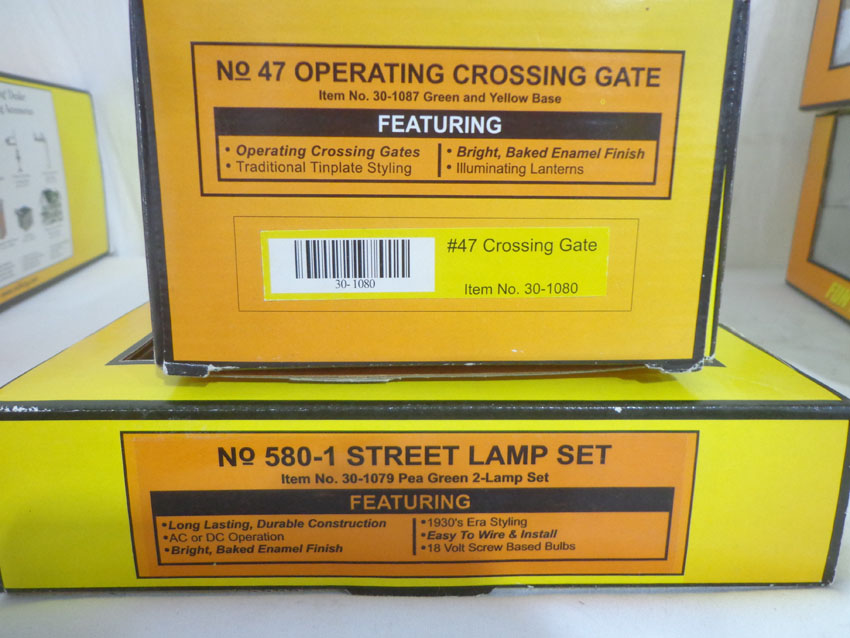 Nº 47 OPERATING CROSSING GATE
Item No. 30-1087 Green and Yellow Base
FEATURING
• Operating Crossing Gates
• Traditional Tinplate Styling
• Bright, Baked Enamel Finish
• Illuminating Lanterns
#47 Crossing Gate
30-1080
Item No. 30-1080
Nº 580-1 STREET LAMP SET
Item No. 30-1079 Pea Green 2-Lamp Set
FEATURING
•Long Lasting, Durable Construction
•AC or DC Operation
•Bright, Baked Enamel Finish
•1930's Era Styling
•Easy To Wire & Install
•18 Volt Screw Based Bulbs